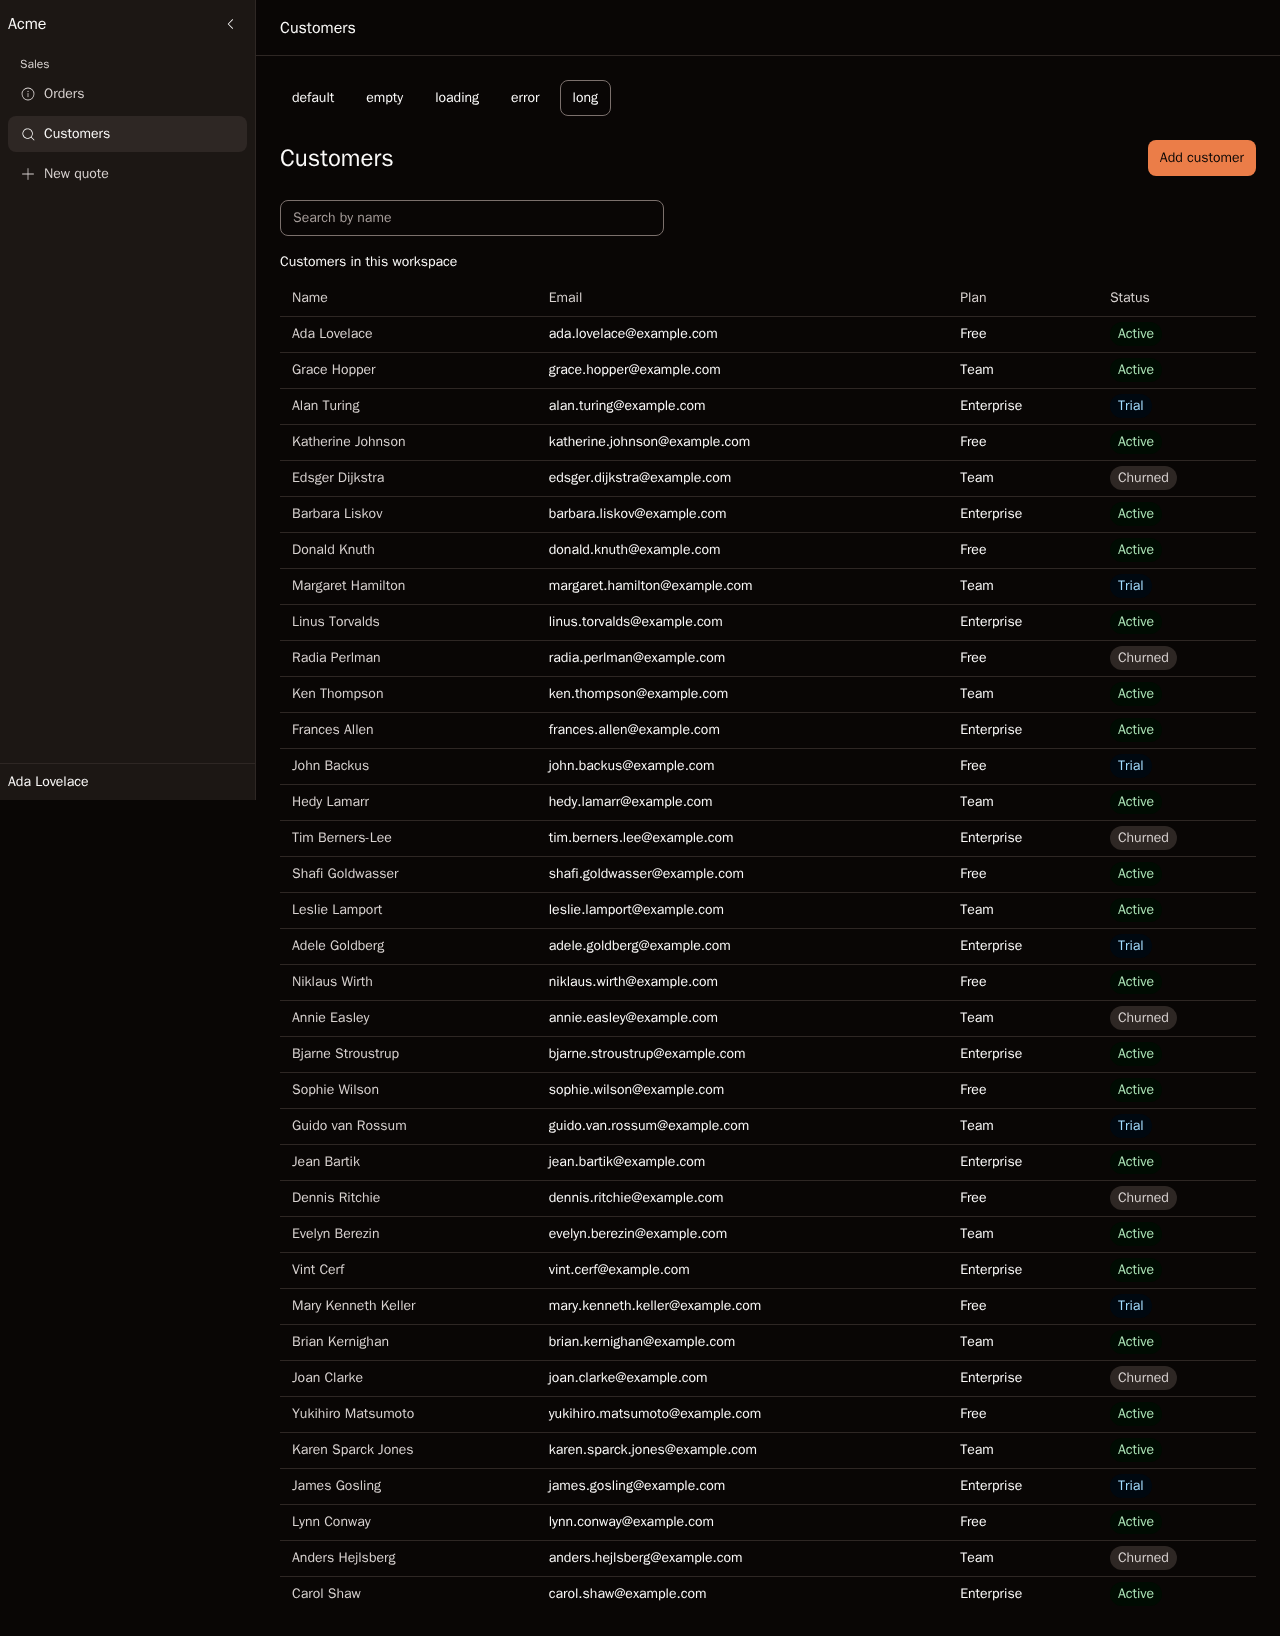 Acme
Sales
Orders
Customers
New quote
Ada Lovelace
Customers
default empty loading error long
Customers
Add customer
Search by name
Customers in this workspace
Name Email Plan Status
Ada Lovelace ada.lovelace@example.com Free Active
Grace Hopper grace.hopper@example.com Team Active
Alan Turing alan.turing@example.com Enterprise Trial
Katherine Johnson katherine.johnson@example.com Free Active
Edsger Dijkstra edsger.dijkstra@example.com Team Churned
Barbara Liskov barbara.liskov@example.com Enterprise Active
Donald Knuth donald.knuth@example.com Free Active
Margaret Hamilton margaret.hamilton@example.com Team Trial
Linus Torvalds linus.torvalds@example.com Enterprise Active
Radia Perlman radia.perlman@example.com Free Churned
Ken Thompson ken.thompson@example.com Team Active
Frances Allen frances.allen@example.com Enterprise Active
John Backus john.backus@example.com Free Trial
Hedy Lamarr hedy.lamarr@example.com Team Active
Tim Berners-Lee tim.berners.lee@example.com Enterprise Churned
Shafi Goldwasser shafi.goldwasser@example.com Free Active
Leslie Lamport leslie.lamport@example.com Team Active
Adele Goldberg adele.goldberg@example.com Enterprise Trial
Niklaus Wirth niklaus.wirth@example.com Free Active
Annie Easley annie.easley@example.com Team Churned
Bjarne Stroustrup bjarne.stroustrup@example.com Enterprise Active
Sophie Wilson sophie.wilson@example.com Free Active
Guido van Rossum guido.van.rossum@example.com Team Trial
Jean Bartik jean.bartik@example.com Enterprise Active
Dennis Ritchie dennis.ritchie@example.com Free Churned
Evelyn Berezin evelyn.berezin@example.com Team Active
Vint Cerf vint.cerf@example.com Enterprise Active
Mary Kenneth Keller mary.kenneth.keller@example.com Free Trial
Brian Kernighan brian.kernighan@example.com Team Active
Joan Clarke joan.clarke@example.com Enterprise Churned
Yukihiro Matsumoto yukihiro.matsumoto@example.com Free Active
Karen Sparck Jones karen.sparck.jones@example.com Team Active
James Gosling james.gosling@example.com Enterprise Trial
Lynn Conway lynn.conway@example.com Free Active
Anders Hejlsberg anders.hejlsberg@example.com Team Churned
Carol Shaw carol.shaw@example.com Enterprise Active